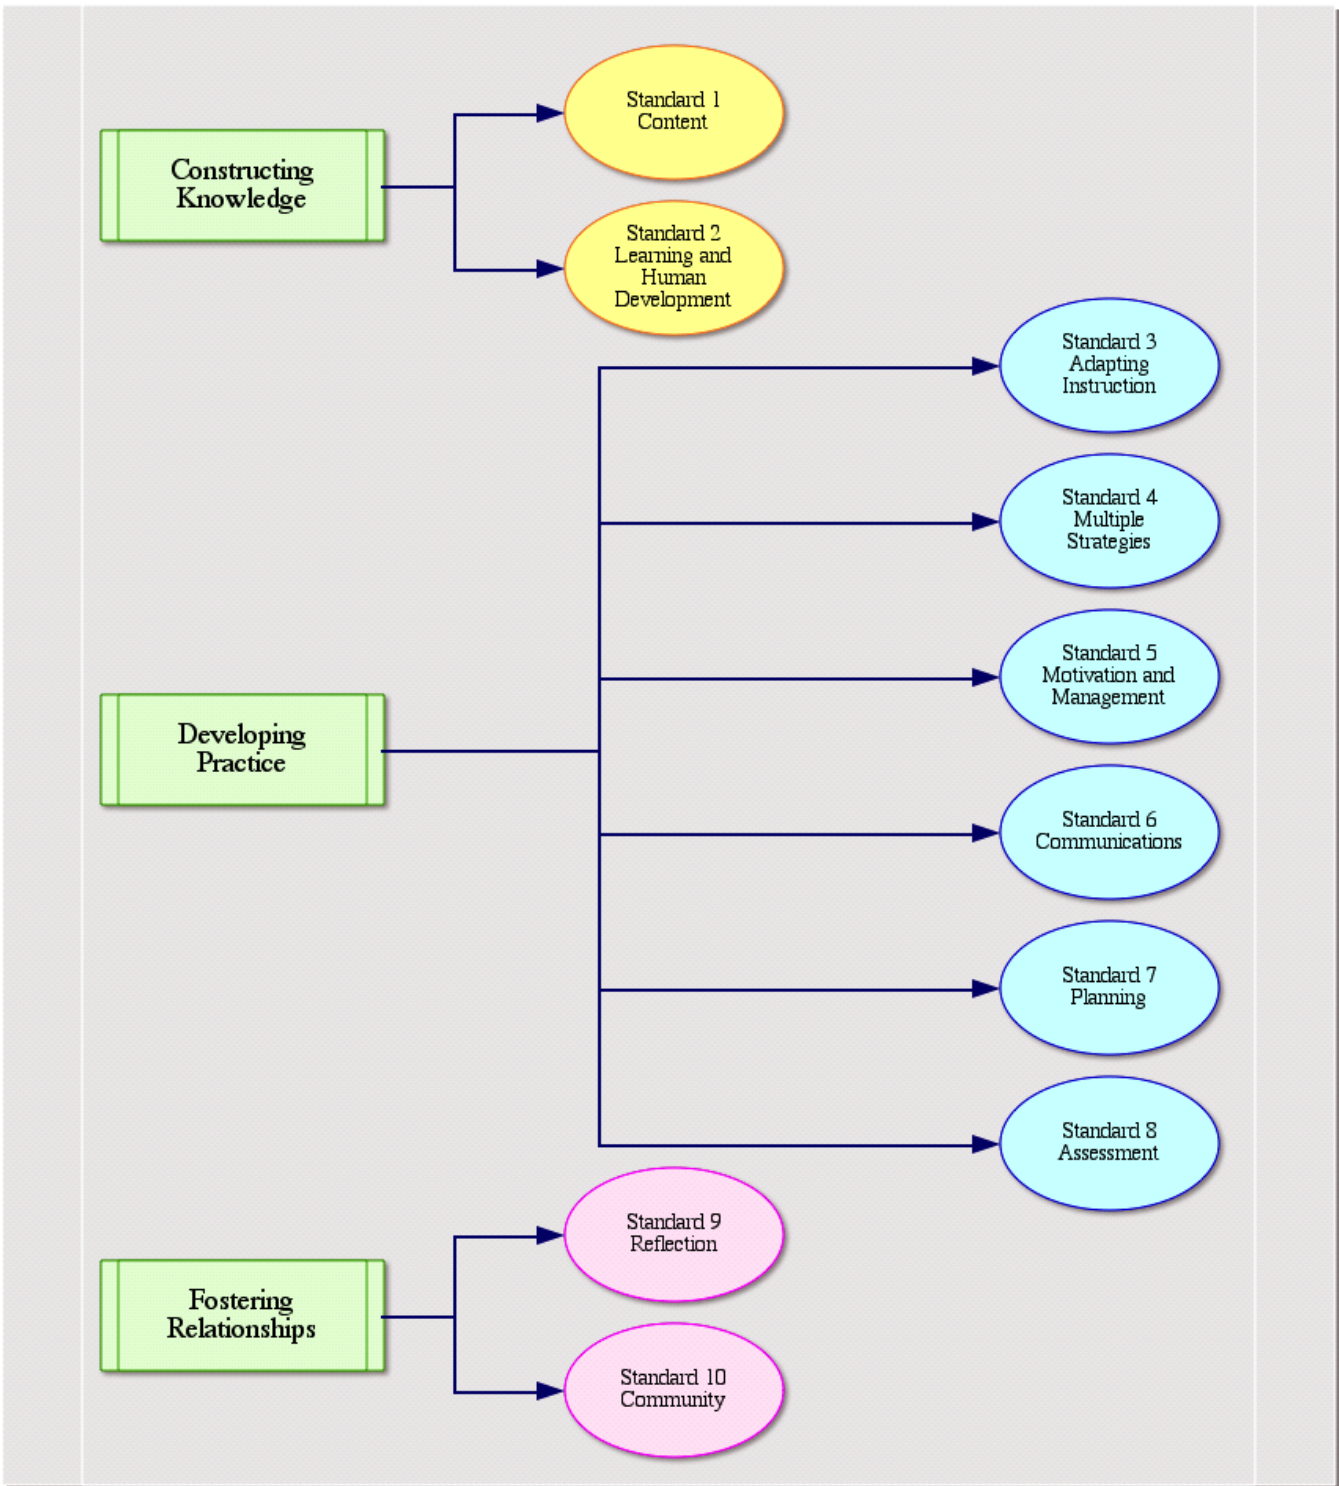 Constructing
Knowledge
Standard 1
Content
Standard 2
Learning and
Human
Development
Developing
Practice
Standard 3
Adapting
Instruction
Standard 4
Multiple
Strategies
Standard 5
Motivation and
Management
Standard 6
Communications
Standard 7
Planning
Standard 8
Assessment
Fostering
Relationships
Standard 9
Reflection
Standard 10
Community